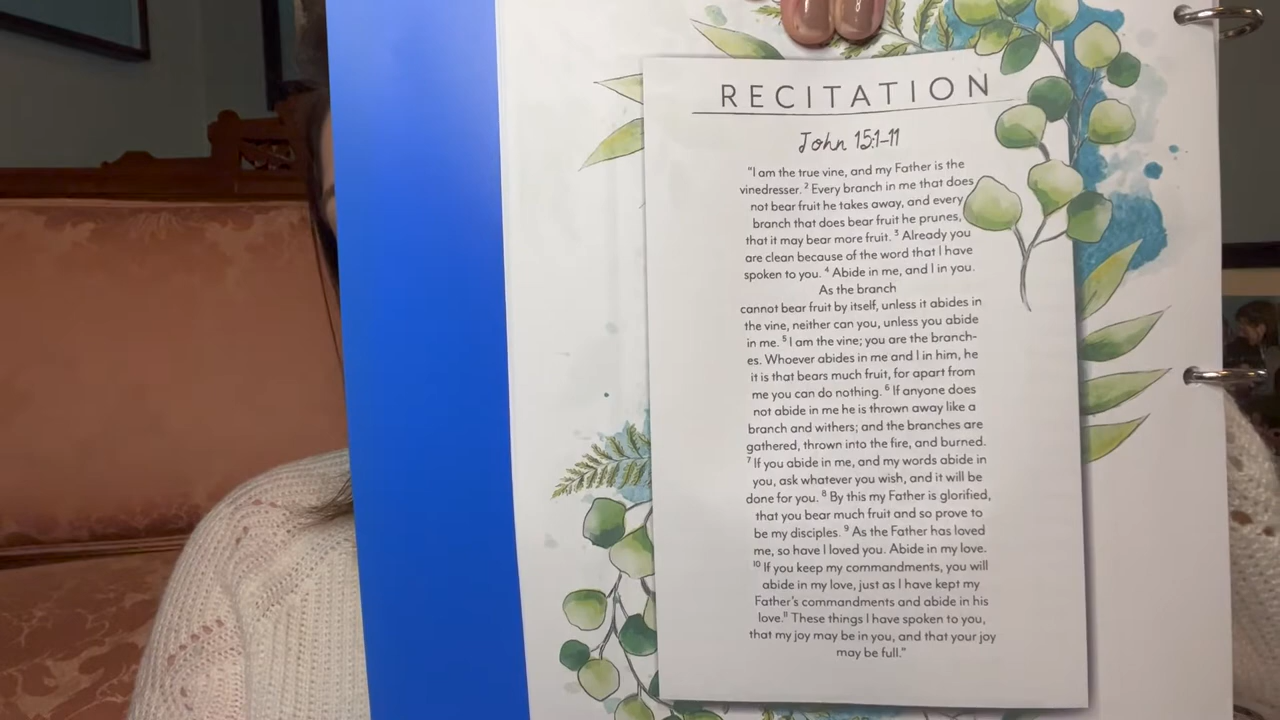 RECITATION
John 15:1–11
"I am the true vine, and my Father is the
vinedresser. 2 Every branch in me that does
not bear fruit he takes away, and every
branch that does bear fruit he prunes,
that it may bear more fruit. 3 Already you
are clean because of the word that I have
spoken to you. 4 Abide in me, and I in you.
As the branch
cannot bear fruit by itself, unless it abides in
the vine, neither can you, unless you abide
in me. 5 I am the vine; you are the branch-
es. Whoever abides in me and I in him, he
it is that bears much fruit, for apart from
me you can do nothing. 6 If anyone does
not abide in me he is thrown away like a
branch and withers; and the branches are
gathered, thrown into the fire, and burned.
7 If you abide in me, and my words abide in
you, ask whatever you wish, and it will be
done for you. 8 By this my Father is glorified,
that you bear much fruit and so prove to
be my disciples. 9 As the Father has loved
me, so have I loved you. Abide in my love.
10 If you keep my commandments, you will
abide in my love, just as I have kept my
Father's commandments and abide in his
love.11 These things I have spoken to you,
that my joy may be in you, and that your joy
may be full."